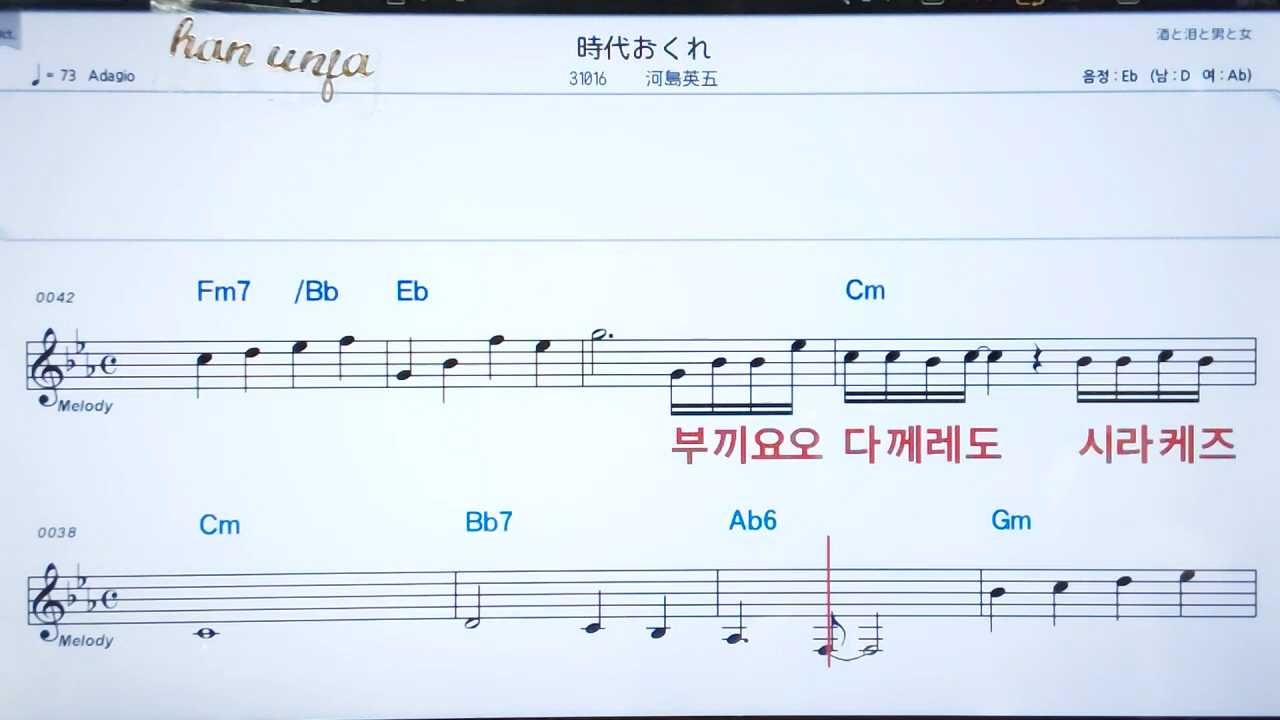 ct.
han unfa
時代おくれ
酒と泪と男と女
♩= 73 Adagio
31016 河島英五
음정 : Eb (남 : D 여 : Ab)
0042
Fm7 /Bb Eb Cm
Melody
부끼요오 다께레도 시라케즈
0038
Cm Bb7 Ab6 Gm
Melody